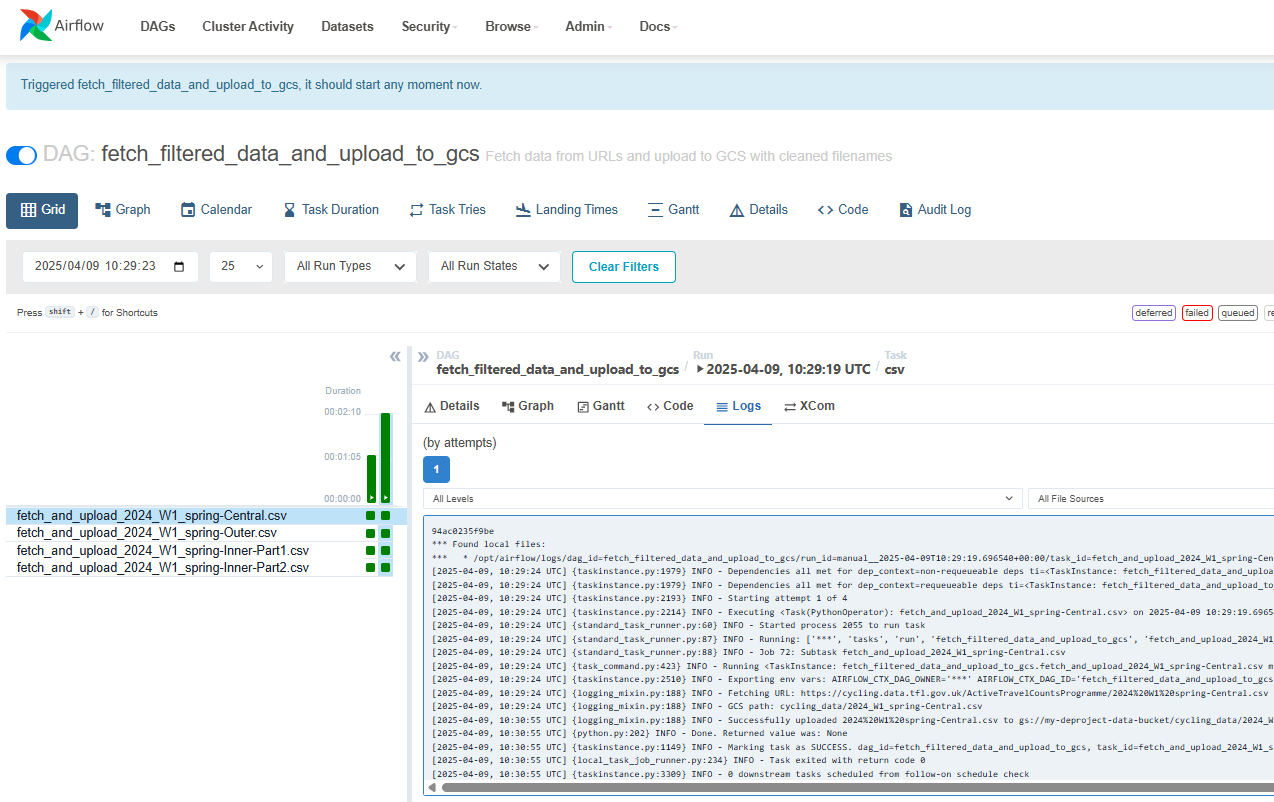 Airflow DAGs Cluster Activity Datasets Security Browse Admin Docs
Triggered fetch_filtered_data_and_upload_to_gcs, it should start any moment now.
DAG: fetch_filtered_data_and_upload_to_gcs Fetch data from URLs and upload to GCS with cleaned filenames
Grid Graph Calendar Task Duration Task Tries Landing Times Gantt Details <> Code Audit Log
2025/04/09 10:29:23 25 All Run Types All Run States Clear Filters
Press shift + / for Shortcuts deferred failed queued re
« » DAG Run Task
fetch_filtered_data_and_upload_to_gcs / 2025-04-09, 10:29:19 UTC / csv
Duration
00:02:10
00:01:05
00:00:00
fetch_and_upload_2024_W1_spring-Central.csv
fetch_and_upload_2024_W1_spring-Outer.csv
fetch_and_upload_2024_W1_spring-Inner-Part1.csv
fetch_and_upload_2024_W1_spring-Inner-Part2.csv
Details Graph Gantt <> Code Logs XCom
(by attempts)
1
All Levels All File Sources
94ac0235f9be
*** Found local files:
***   * /opt/airflow/logs/dag_id=fetch_filtered_data_and_upload_to_gcs/run_id=manual__2025-04-09T10:29:19.696540+00:00/task_id=fetch_and_upload_2024_W1_spring-Cen
[2025-04-09, 10:29:24 UTC] {taskinstance.py:1979} INFO - Dependencies all met for dep_context=non-requeueable deps ti=<TaskInstance: fetch_filtered_data_and_uploa
[2025-04-09, 10:29:24 UTC] {taskinstance.py:1979} INFO - Dependencies all met for dep_context=requeueable deps ti=<TaskInstance: fetch_filtered_data_and_upload_to
[2025-04-09, 10:29:24 UTC] {taskinstance.py:2193} INFO - Starting attempt 1 of 4
[2025-04-09, 10:29:24 UTC] {taskinstance.py:2214} INFO - Executing <Task(PythonOperator): fetch_and_upload_2024_W1_spring-Central.csv> on 2025-04-09 10:29:19.6965
[2025-04-09, 10:29:24 UTC] {standard_task_runner.py:60} INFO - Started process 2055 to run task
[2025-04-09, 10:29:24 UTC] {standard_task_runner.py:87} INFO - Running: ['***', 'tasks', 'run', 'fetch_filtered_data_and_upload_to_gcs', 'fetch_and_upload_2024_W1
[2025-04-09, 10:29:24 UTC] {standard_task_runner.py:88} INFO - Job 72: Subtask fetch_and_upload_2024_W1_spring-Central.csv
[2025-04-09, 10:29:24 UTC] {task_command.py:423} INFO - Running <TaskInstance: fetch_filtered_data_and_upload_to_gcs.fetch_and_upload_2024_W1_spring-Central.csv m
[2025-04-09, 10:29:24 UTC] {taskinstance.py:2510} INFO - Exporting env vars: AIRFLOW_CTX_DAG_OWNER='***' AIRFLOW_CTX_DAG_ID='fetch_filtered_data_and_upload_to_gcs
[2025-04-09, 10:29:24 UTC] {logging_mixin.py:188} INFO - Fetching URL: https://cycling.data.tfl.gov.uk/ActiveTravelCountsProgramme/2024%20W1%20spring-Central.csv
[2025-04-09, 10:29:24 UTC] {logging_mixin.py:188} INFO - GCS path: cycling_data/2024_W1_spring-Central.csv
[2025-04-09, 10:30:55 UTC] {logging_mixin.py:188} INFO - Successfully uploaded 2024%20W1%20spring-Central.csv to gs://my-deproject-data-bucket/cycling_data/2024_W
[2025-04-09, 10:30:55 UTC] {python.py:202} INFO - Done. Returned value was: None
[2025-04-09, 10:30:55 UTC] {taskinstance.py:1149} INFO - Marking task as SUCCESS. dag_id=fetch_filtered_data_and_upload_to_gcs, task_id=fetch_and_upload_2024_W1_s
[2025-04-09, 10:30:55 UTC] {local_task_job_runner.py:234} INFO - Task exited with return code 0
[2025-04-09, 10:30:55 UTC] {taskinstance.py:3309} INFO - 0 downstream tasks scheduled from follow-on schedule check